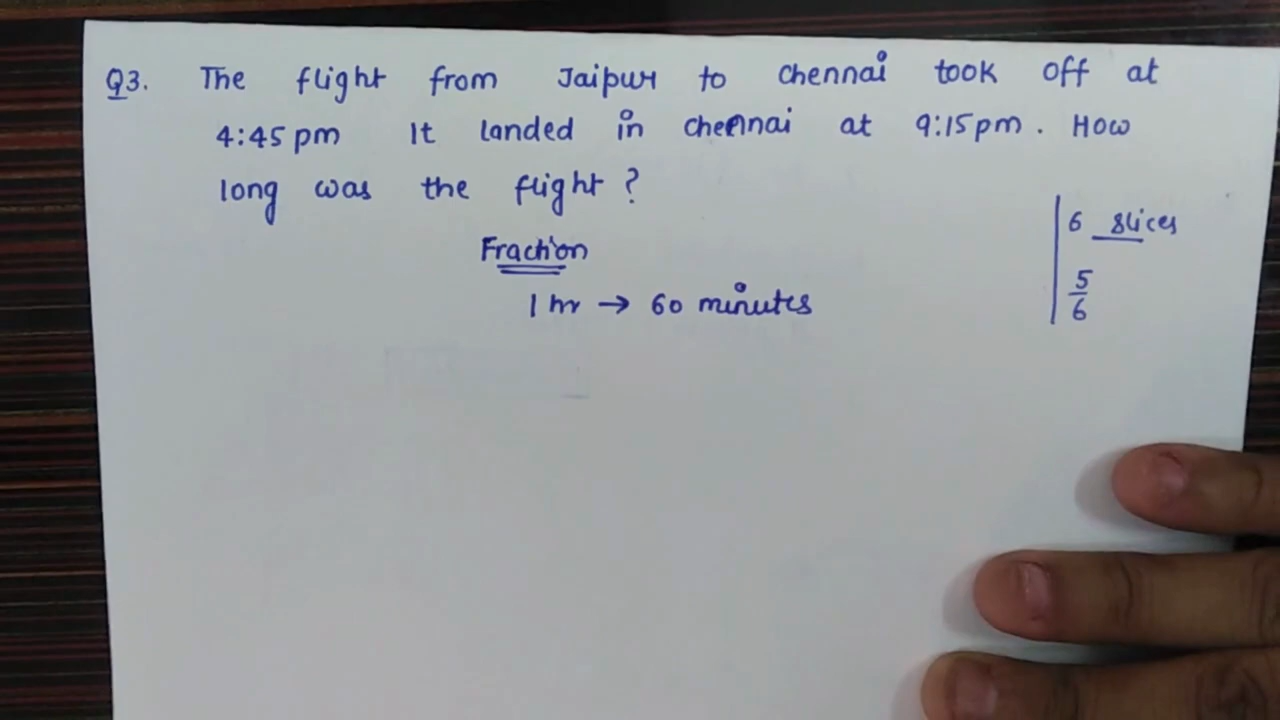 Q3. The flight from Jaipur to Chennai took off at
4:45 pm It landed in chennai at 9:15 pm. How
long was the flight?
Fraction
1 hr → 60 minutes
6 slices
5/6